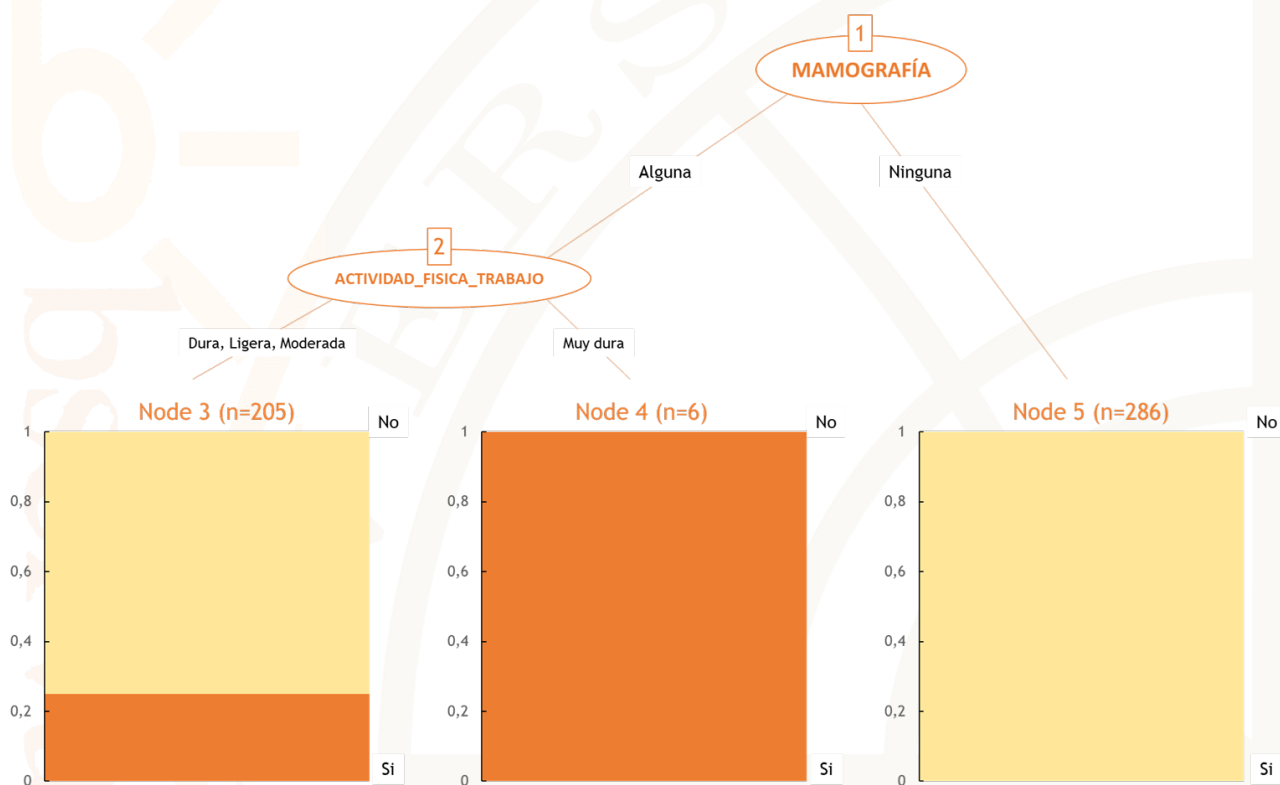 1
MAMOGRAFÍA
Alguna
Ninguna
2
ACTIVIDAD_FISICA_TRABAJO
Dura, Ligera, Moderada
Muy dura
Node 3 (n=205)
No
1
0,8
0,6
0,4
0,2
0
Si
Node 4 (n=6)
No
1
0,8
0,6
0,4
0,2
0
Si
Node 5 (n=286)
No
1
0,8
0,6
0,4
0,2
0
Si